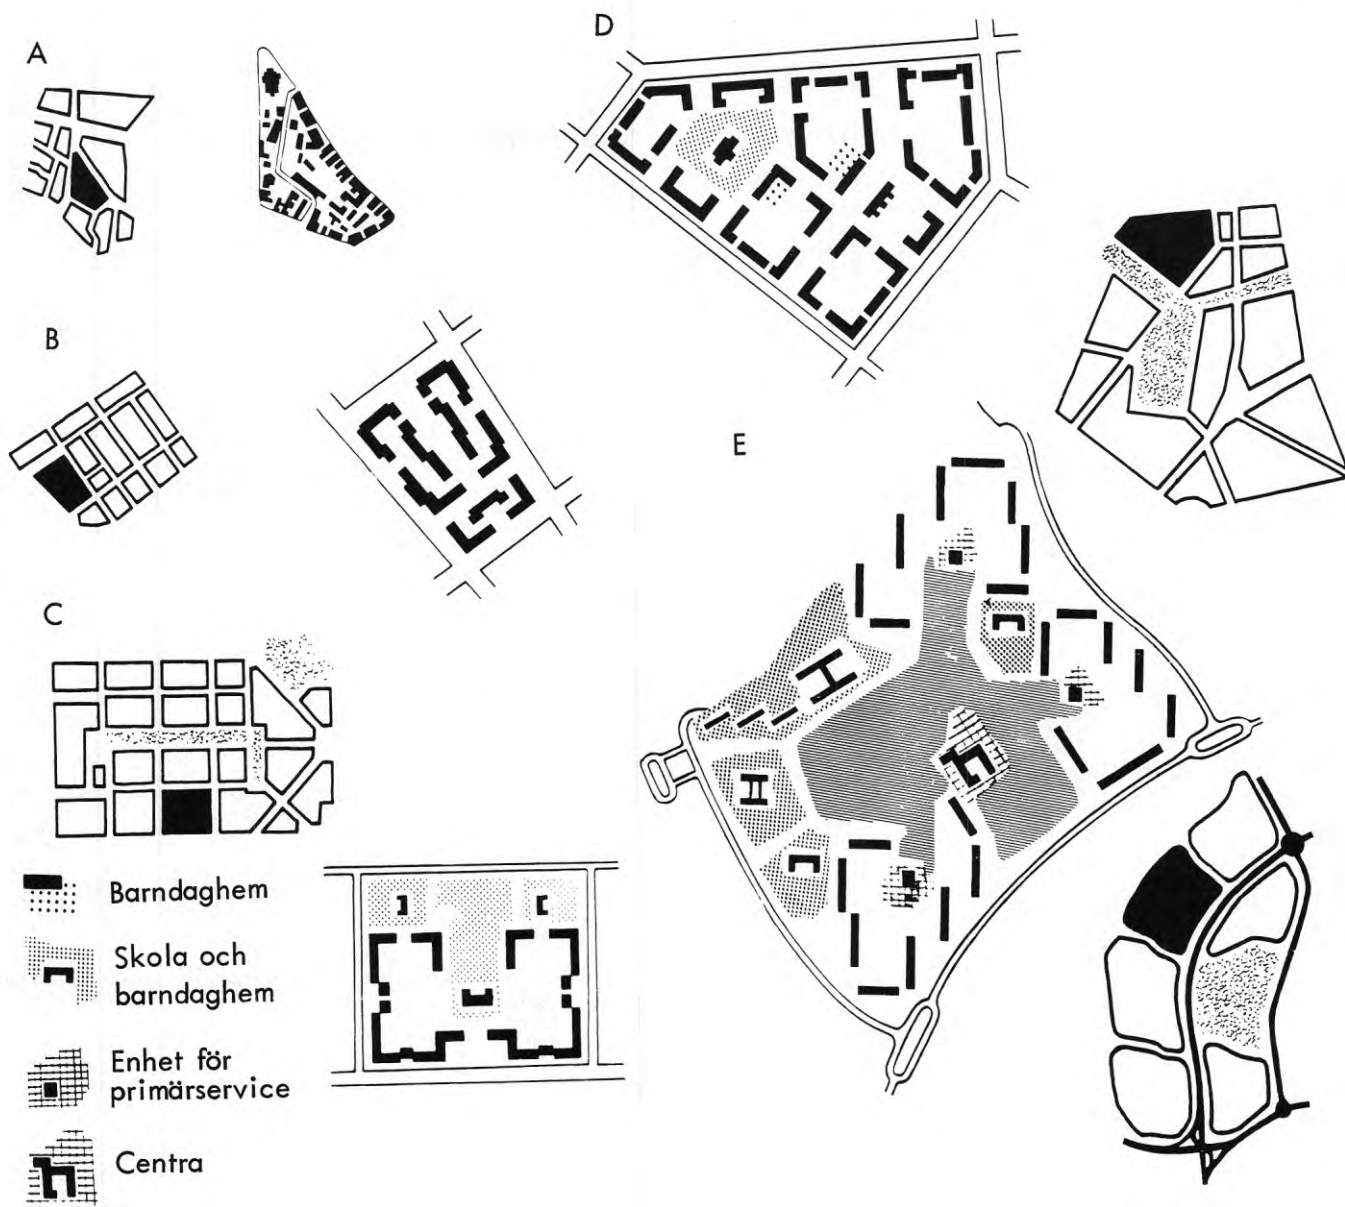 A
D
B
E
C
Barndaghem
Skola och
barndaghem
Enhet för
primärservice
Centra